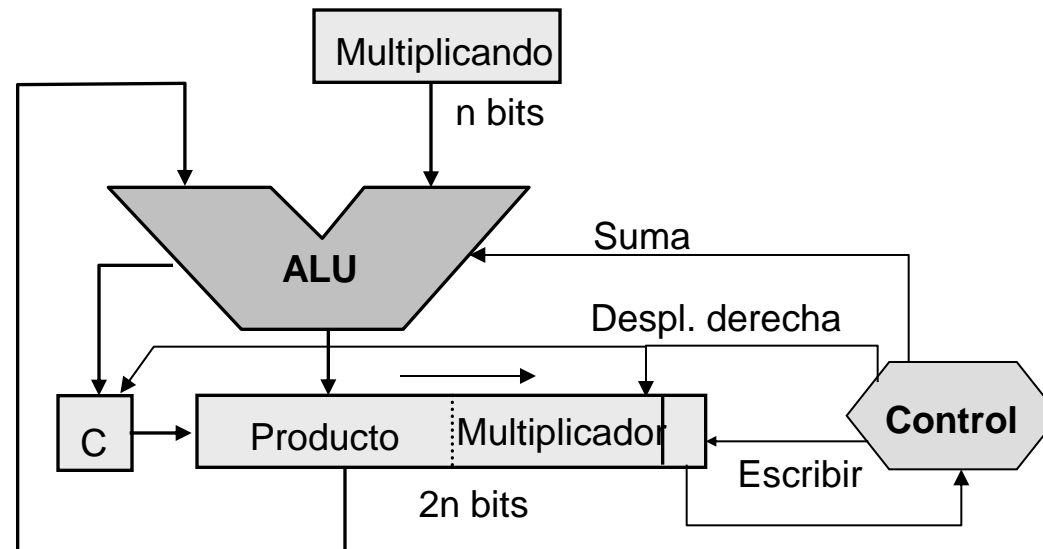 Multiplicando
n bits
Suma
ALU
Despl. derecha
C
Producto
Multiplicador
Control
Escribir
2n bits